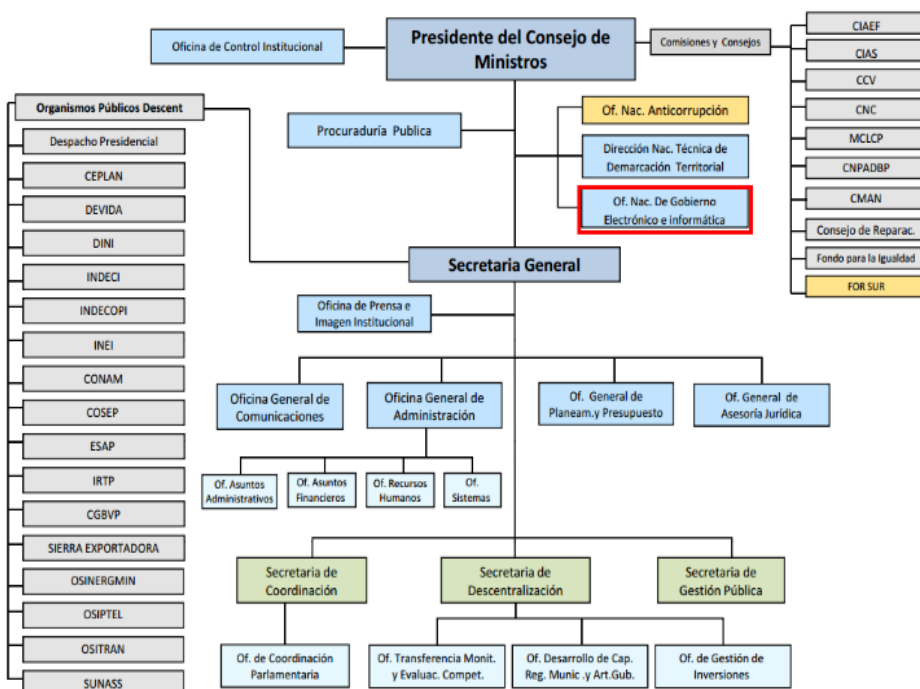 Presidente del Consejo de
Ministros
Oficina de Control Institucional
Comisiones y Consejos
CIAEF
CIAS
CCV
CNC
MCLCP
CNPADBP
CMAN
Consejo de Reparac.
Fondo para la Igualdad
FOR SUR
Procuraduría Publica
Of. Nac. Anticorrupción
Dirección Nac. Técnica de
Demarcación Territorial
Of. Nac. De Gobierno
Electrónico e informática
Organismos Públicos Descent
Despacho Presidencial
CEPLAN
DEVIDA
DINI
INDECI
INDECOPI
INEI
CONAM
COSEP
ESAP
IRTP
CGBVP
SIERRA EXPORTADORA
OSINERGMIN
OSIPTEL
OSITRAN
SUNASS
Secretaria General
Oficina de Prensa e
Imagen Institucional
Oficina General de
Comunicaciones
Oficina General de
Administración
Of. General de
Planeam.y Presupuesto
Of. General de
Asesoría Jurídica
Of. Asuntos
Administrativos
Of. Asuntos
Financieros
Of. Recursos
Humanos
Of.
Sistemas
Secretaria de
Coordinación
Secretaria de
Descentralización
Secretaria de
Gestión Pública
Of. de Coordinación
Parlamentaria
Of. Transferencia Monit.
y Evaluac. Compet.
Of. Desarrollo de Cap.
Reg. Munic .y Art.Gub.
Of. de Gestión de
Inversiones